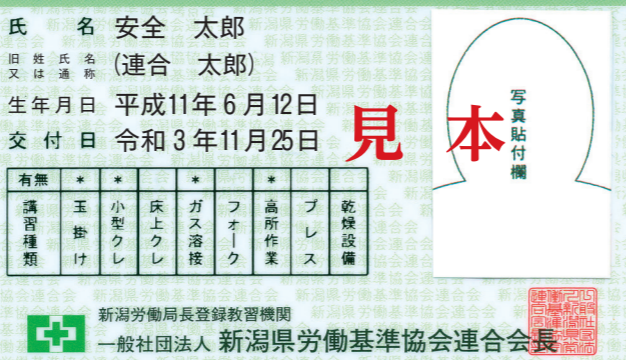 氏名 安全 太郎
旧姓氏名又は通称 (連合 太郎)
生年月日 平成11年6月12日
交付日 令和3年11月25日
見本
写真貼付欄
有無 * * * *
講習種類 玉掛け 小型クレ 床上クレ ガス溶接 フォーク 高所作業 プレス 乾燥設備
新潟労働局長登録教習機関
一般社団法人 新潟県労働基準協会連合会長